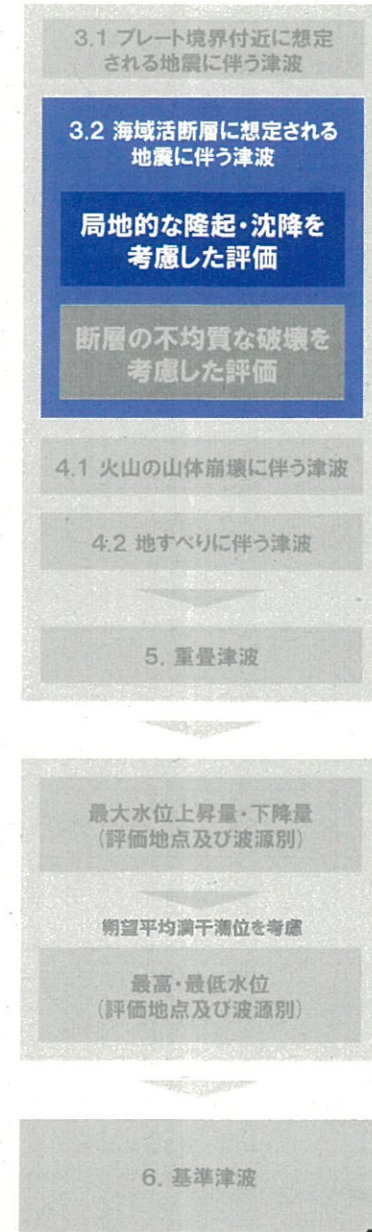 3.1 プレート境界付近に想定
される地震に伴う津波
3.2 海域活断層に想定される
地震に伴う津波
局地的な隆起・沈降を
考慮した評価
断層の不均質な破壊を
考慮した評価
4.1 火山の山体崩壊に伴う津波
4.2 地すべりに伴う津波
5. 重畳津波
最大水位上昇量・下降量
(評価地点及び波源別)
朔望平均満干潮位を考慮
最高・最低水位
(評価地点及び波源別)
6. 基準津波